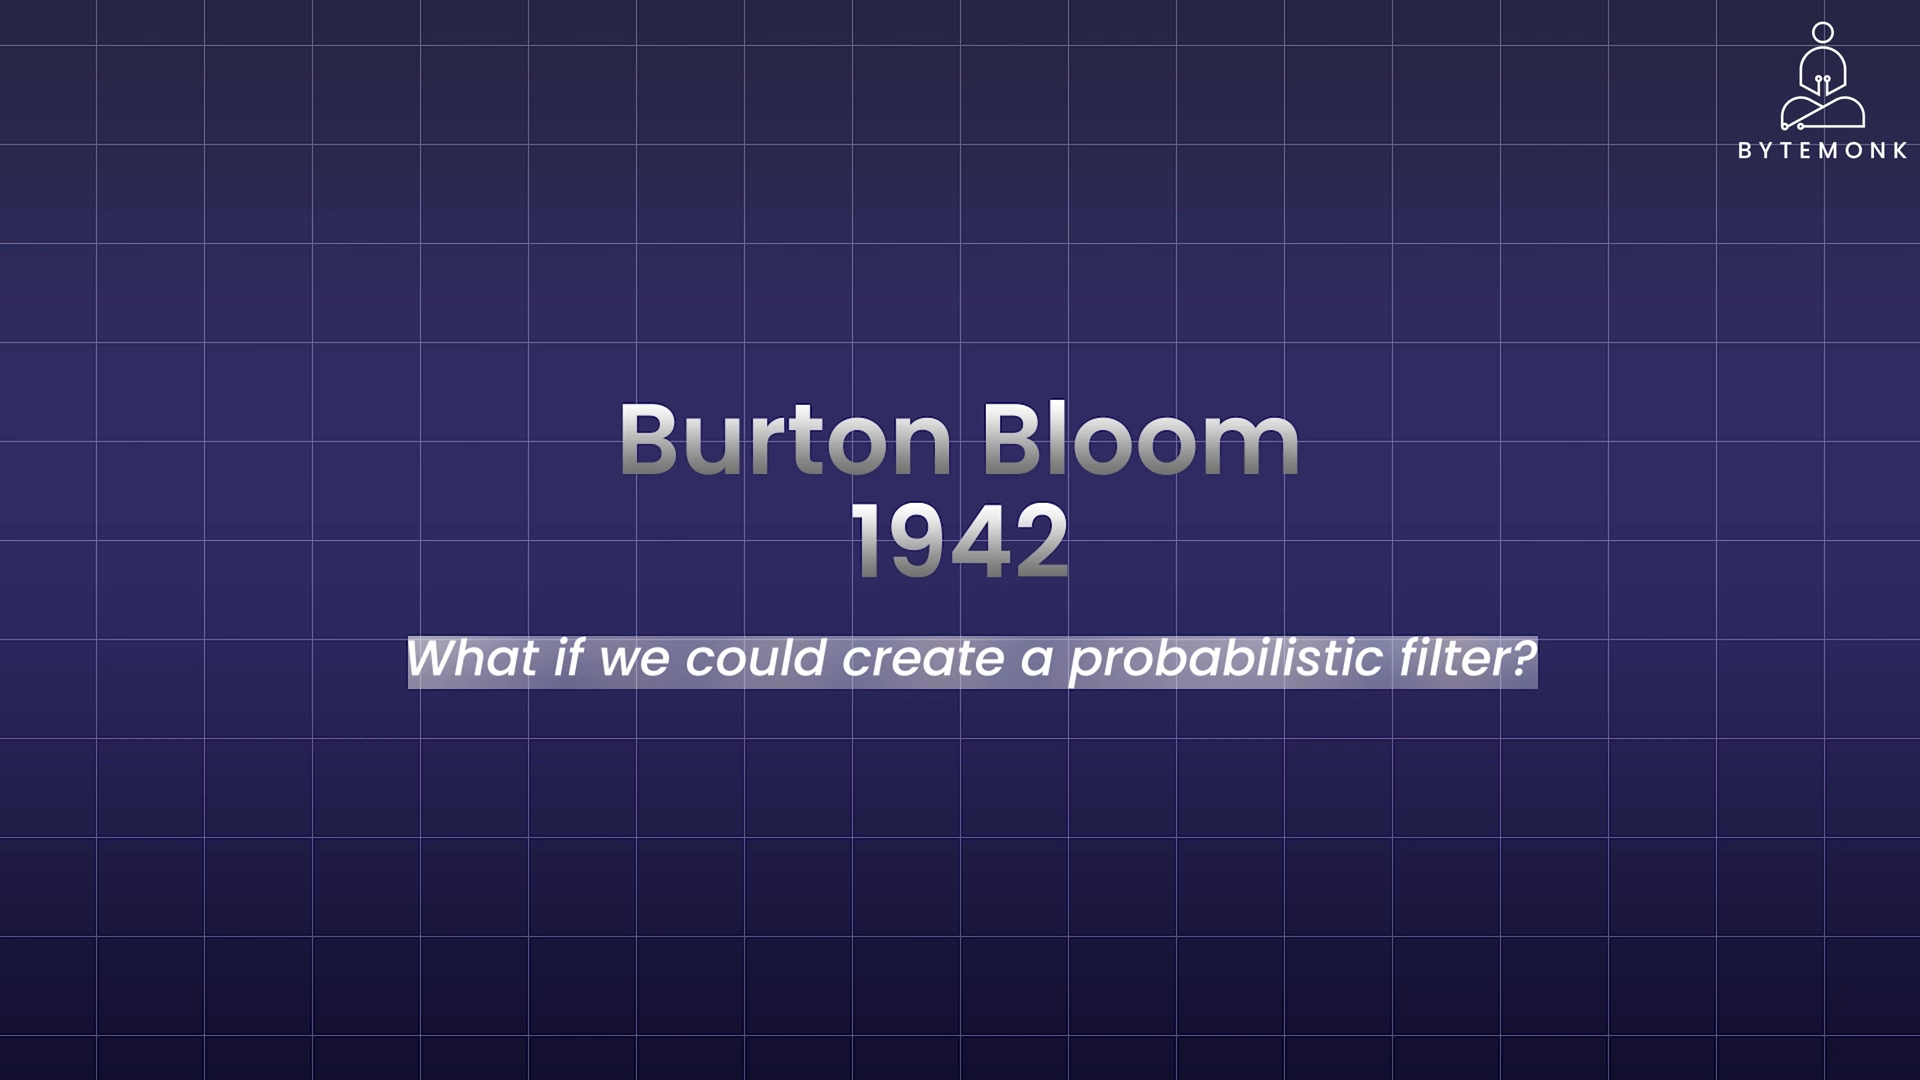 BYTEMONK
Burton Bloom
1942
What if we could create a probabilistic filter?